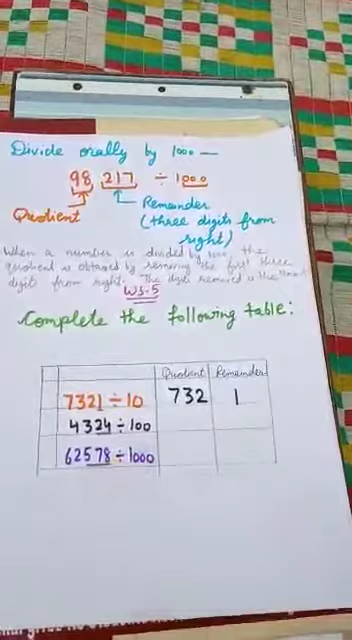 Divide orally by 1000 —
98 217 ÷ 1000
Quotient
Remainder
(three digits from
right)
When a number is divided by 1000, the
quotient is obtained by removing the first three
digits from right. The digits removed is the
WS-5
Complete the following table:
Quotient Remainder
7321 ÷ 10 732 1
4324 ÷ 100
62578 ÷ 1000